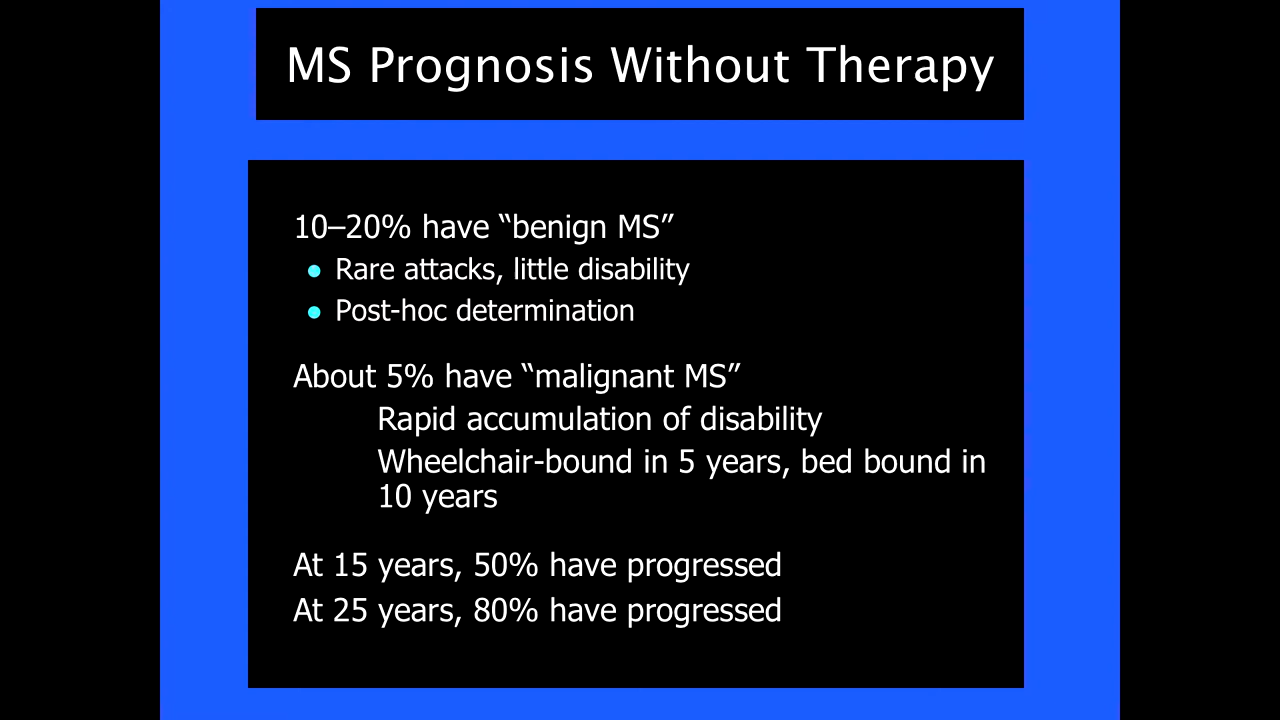 MS Prognosis Without Therapy
10–20% have “benign MS”
● Rare attacks, little disability
● Post-hoc determination
About 5% have “malignant MS”
Rapid accumulation of disability
Wheelchair-bound in 5 years, bed bound in
10 years
At 15 years, 50% have progressed
At 25 years, 80% have progressed